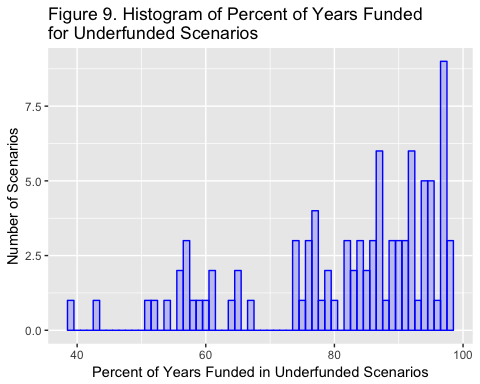 Figure 9. Histogram of Percent of Years Funded
for Underfunded Scenarios
Number of Scenarios
7.5
5.0
2.5
0.0
40 60 80 100
Percent of Years Funded in Underfunded Scenarios